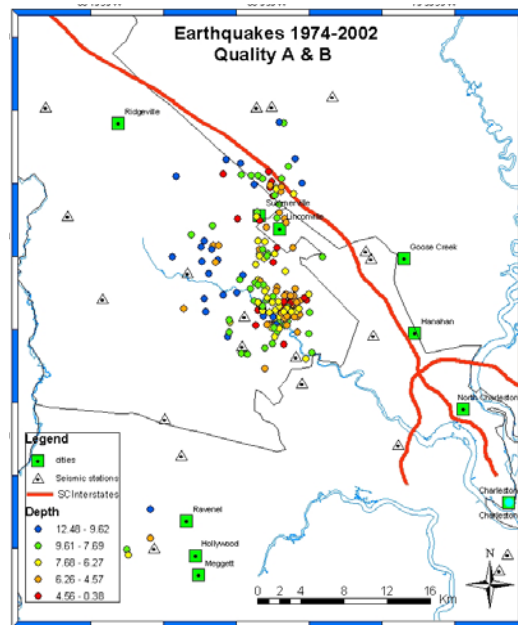 Earthquakes 1974-2002
Quality A & B
Ridgeville
Summerville
Lincolnville
Goose Creek
Hanahan
North Charleston
Charleston
Charleston
Legend
cities
Seismic stations
SC Interstates
Depth
12.48 - 9.62
9.61 - 7.69
7.68 - 6.27
6.26 - 4.57
4.56 - 0.38
Ravenel
Hollywood
Meggett
N
0 2 4 8 12 16
Km